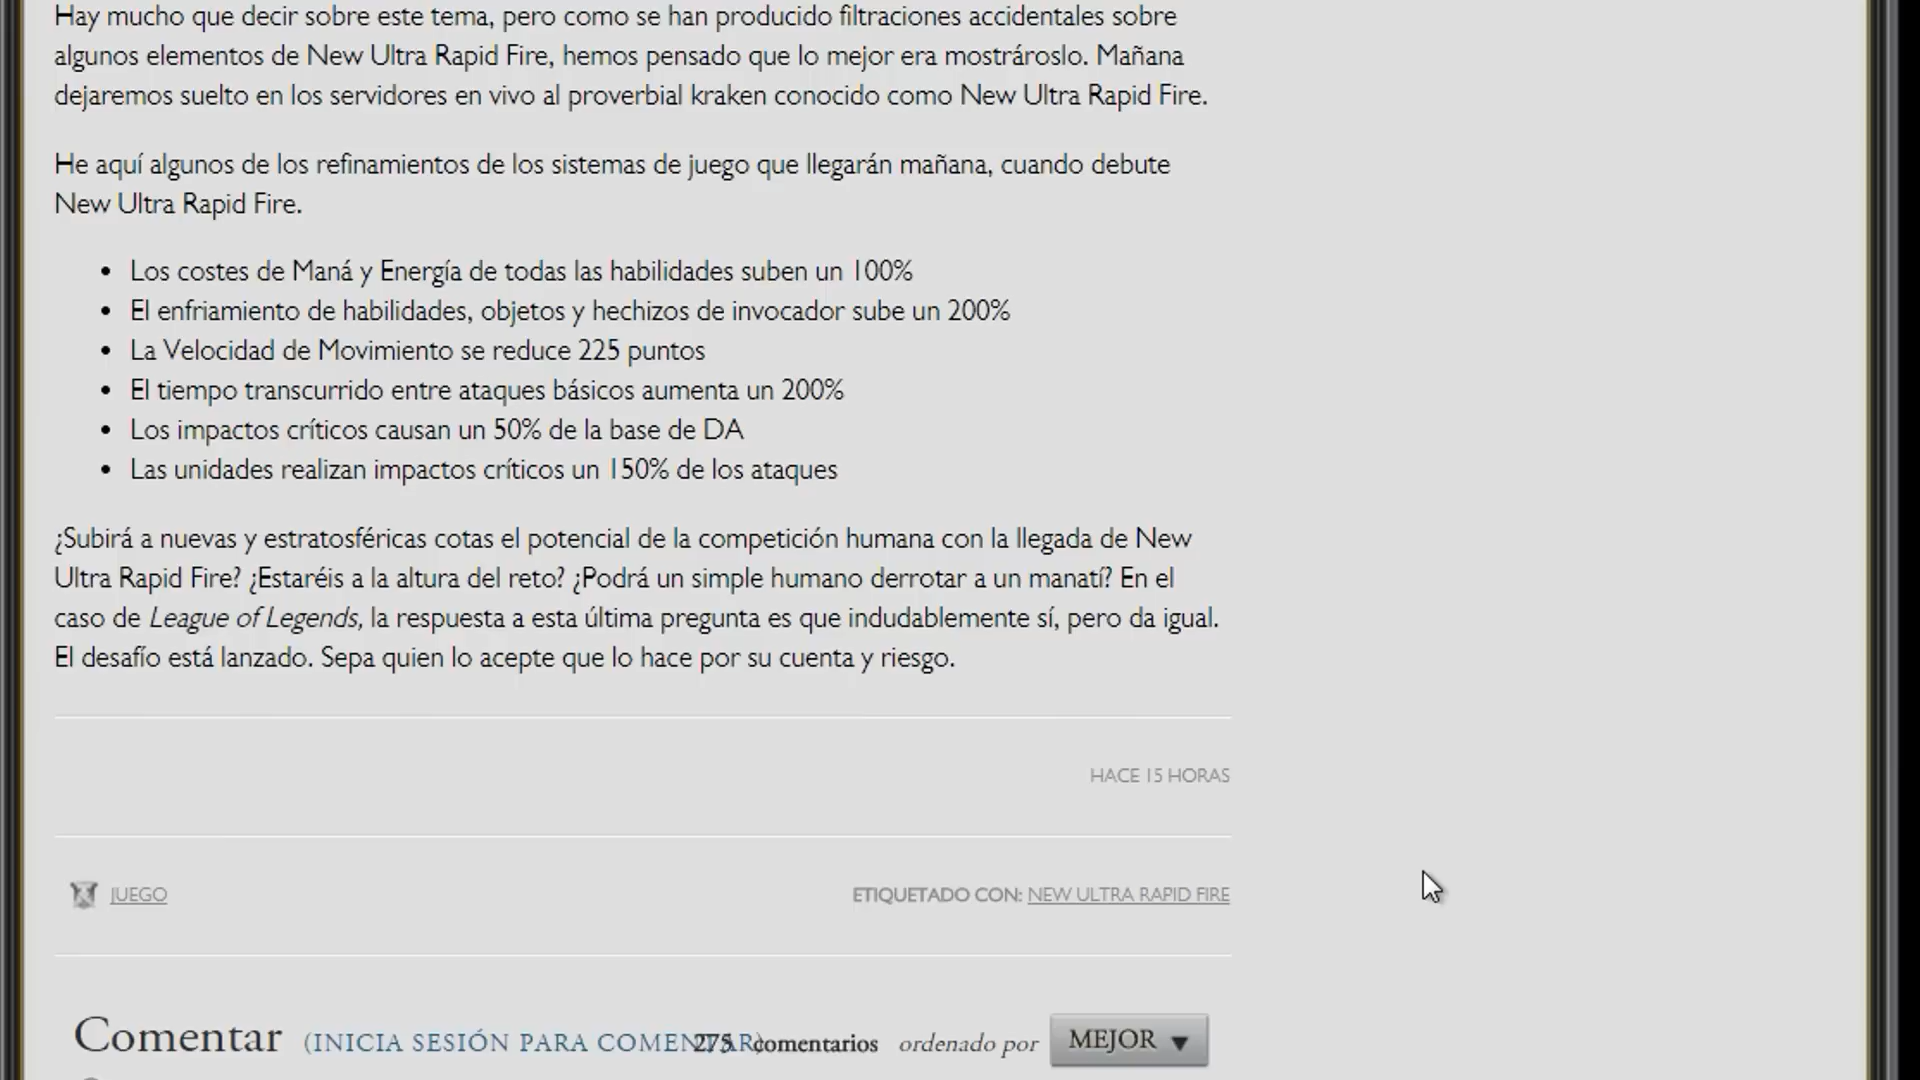 Hay mucho que decir sobre este tema, pero como se han producido filtraciones accidentales sobre
algunos elementos de New Ultra Rapid Fire, hemos pensado que lo mejor era mostrároslo. Mañana
dejaremos suelto en los servidores en vivo al proverbial kraken conocido como New Ultra Rapid Fire.
He aquí algunos de los refinamientos de los sistemas de juego que llegarán mañana, cuando debute
New Ultra Rapid Fire.
• Los costes de Maná y Energía de todas las habilidades suben un 100%
• El enfriamiento de habilidades, objetos y hechizos de invocador sube un 200%
• La Velocidad de Movimiento se reduce 225 puntos
• El tiempo transcurrido entre ataques básicos aumenta un 200%
• Los impactos críticos causan un 50% de la base de DA
• Las unidades realizan impactos críticos un 150% de los ataques
¿Subirá a nuevas y estratosféricas cotas el potencial de la competición humana con la llegada de New
Ultra Rapid Fire? ¿Estaréis a la altura del reto? ¿Podrá un simple humano derrotar a un manatí? En el
caso de League of Legends, la respuesta a esta última pregunta es que indudablemente sí, pero da igual.
El desafío está lanzado. Sepa quien lo acepte que lo hace por su cuenta y riesgo.
HACE 15 HORAS
JUEGO ETIQUETADO CON: NEW ULTRA RAPID FIRE
Comentar (INICIA SESIÓN PARA COMENTAR) 275 comentarios ordenado por MEJOR ▼